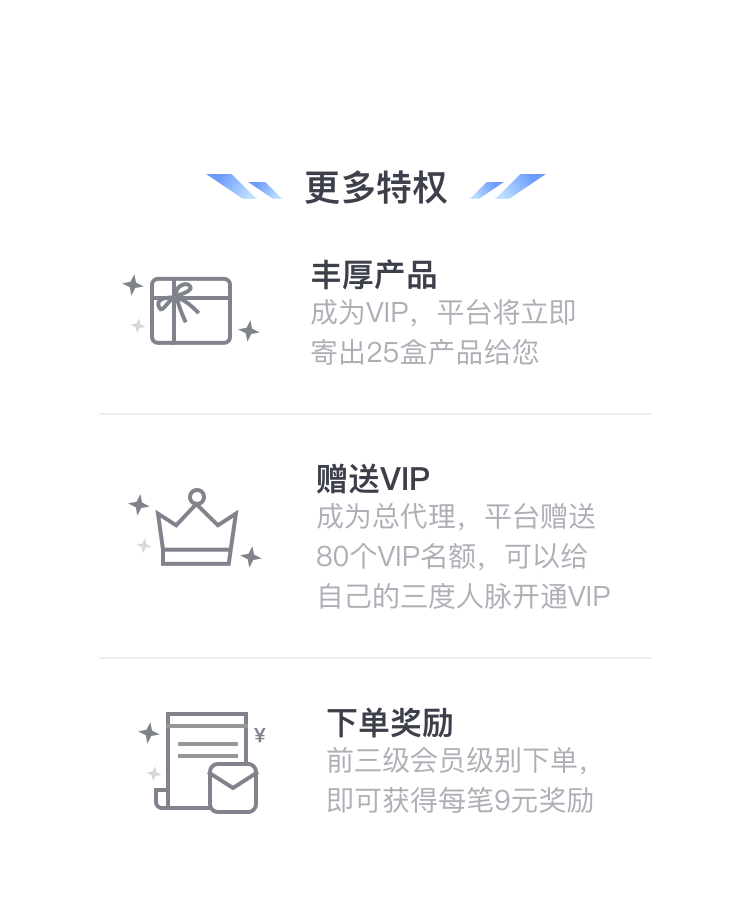 更多特权
丰厚产品
成为VIP，平台将立即
寄出25盒产品给您
赠送VIP
成为总代理，平台赠送
80个VIP名额，可以给
自己的三度人脉开通VIP
¥
下单奖励
前三级会员级别下单，
即可获得每笔9元奖励